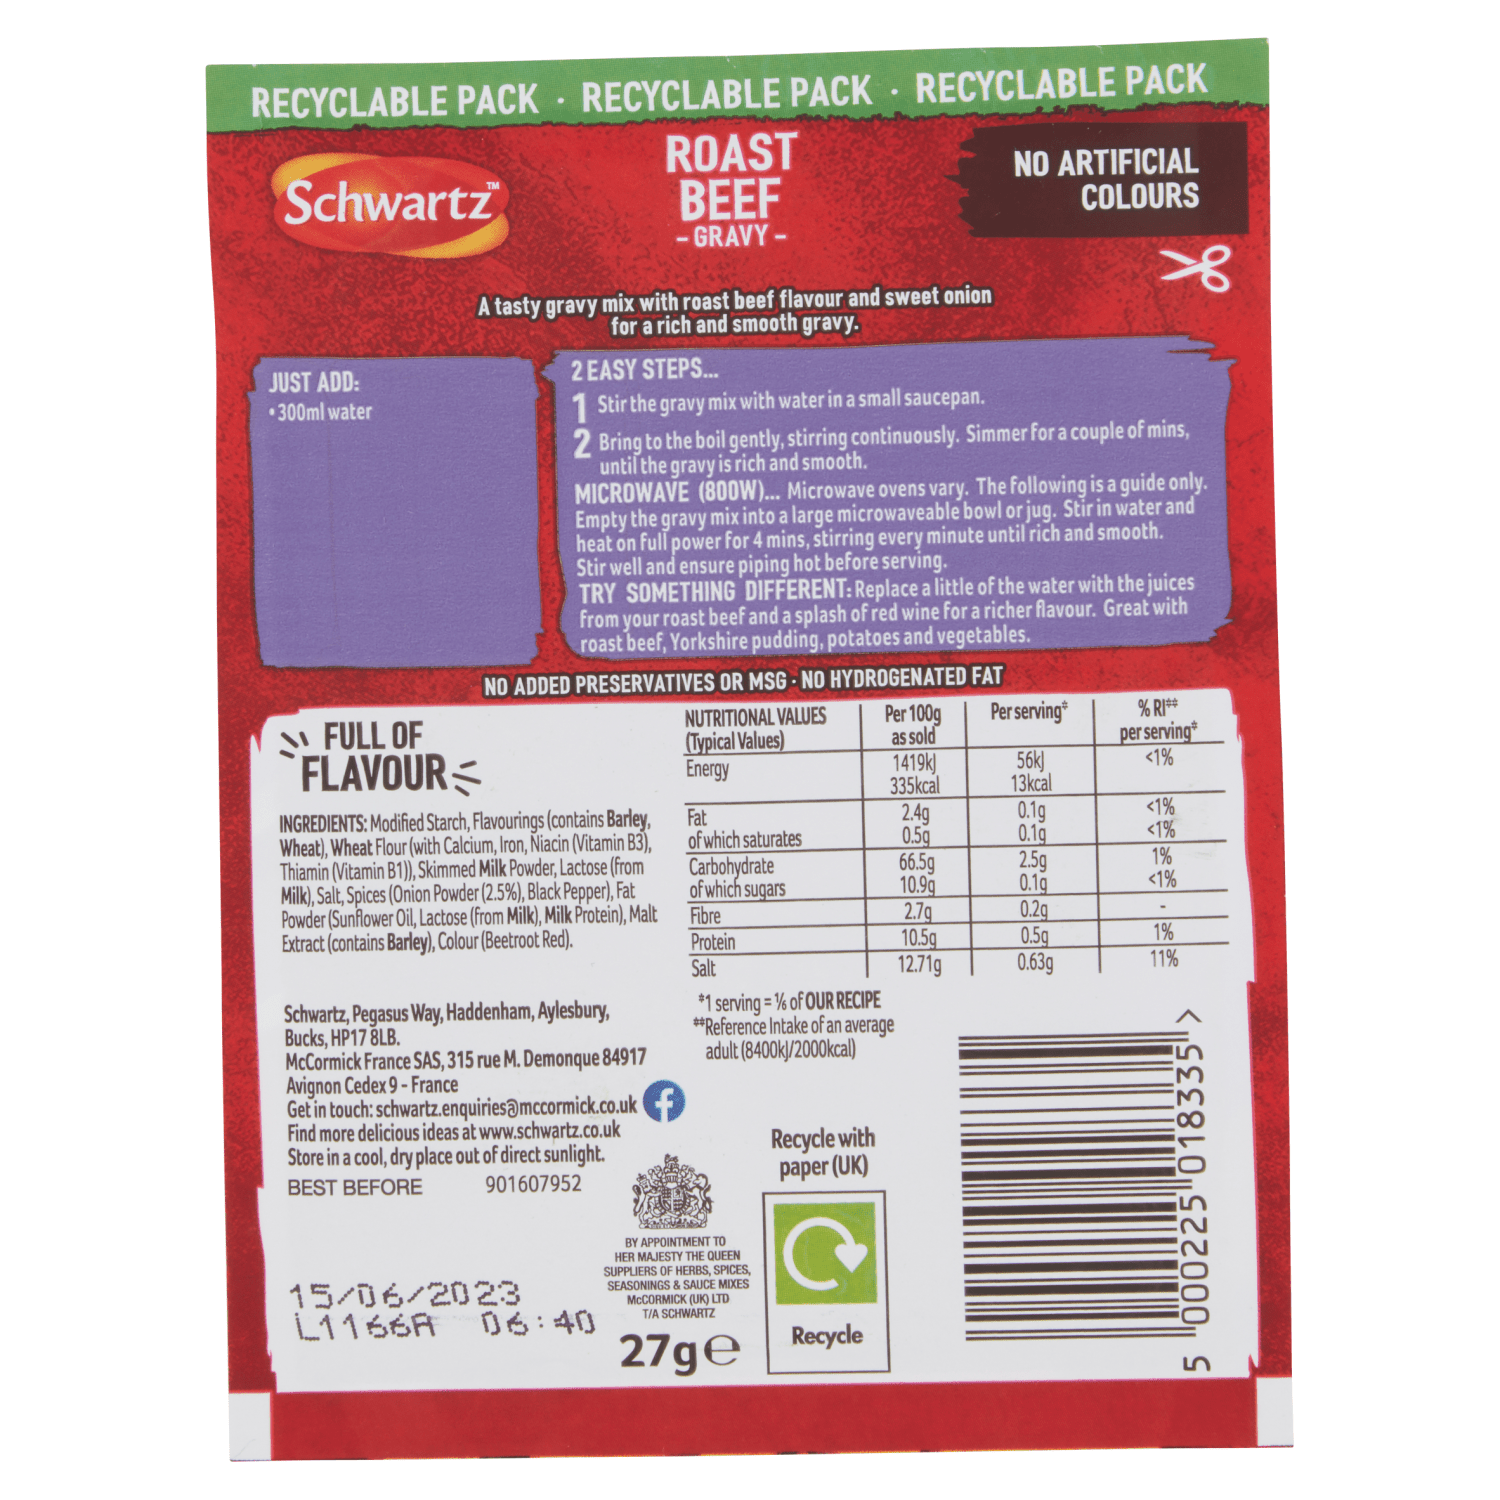 RECYCLABLE PACK · RECYCLABLE PACK · RECYCLABLE PACK
Schwartz™
ROAST
BEEF
- GRAVY -
NO ARTIFICIAL
COLOURS
A tasty gravy mix with roast beef flavour and sweet onion
for a rich and smooth gravy.
JUST ADD:
• 300ml water
2 EASY STEPS...
1 Stir the gravy mix with water in a small saucepan.
2 Bring to the boil gently, stirring continuously. Simmer for a couple of mins,
until the gravy is rich and smooth.
MICROWAVE (800W)... Microwave ovens vary. The following is a guide only.
Empty the gravy mix into a large microwaveable bowl or jug. Stir in water and
heat on full power for 4 mins, stirring every minute until rich and smooth.
Stir well and ensure piping hot before serving.
TRY SOMETHING DIFFERENT: Replace a little of the water with the juices
from your roast beef and a splash of red wine for a richer flavour. Great with
roast beef, Yorkshire pudding, potatoes and vegetables.
NO ADDED PRESERVATIVES OR MSG · NO HYDROGENATED FAT
FULL OF
FLAVOUR
INGREDIENTS: Modified Starch, Flavourings (contains Barley,
Wheat), Wheat Flour (with Calcium, Iron, Niacin (Vitamin B3),
Thiamin (Vitamin B1)), Skimmed Milk Powder, Lactose (from
Milk), Salt, Spices (Onion Powder (2.5%), Black Pepper), Fat
Powder (Sunflower Oil, Lactose (from Milk), Milk Protein), Malt
Extract (contains Barley), Colour (Beetroot Red).
NUTRITIONAL VALUES Per 100g Per serving* % RI**
(Typical Values) as sold per serving*
Energy 1419kJ 56kJ <1%
335kcal 13kcal
Fat 2.4g 0.1g <1%
of which saturates 0.5g 0.1g <1%
Carbohydrate 66.5g 2.5g 1%
of which sugars 10.9g 0.1g <1%
Fibre 2.7g 0.2g -
Protein 10.5g 0.5g 1%
Salt 12.71g 0.63g 11%
*1 serving = ⅙ of OUR RECIPE
**Reference Intake of an average
adult (8400kJ/2000kcal)
Schwartz, Pegasus Way, Haddenham, Aylesbury,
Bucks, HP17 8LB.
McCormick France SAS, 315 rue M. Demonque 84917
Avignon Cedex 9 - France
Get in touch: schwartz.enquiries@mccormick.co.uk f
Find more delicious ideas at www.schwartz.co.uk
Store in a cool, dry place out of direct sunlight.
BEST BEFORE 901607952
15/06/2023
L1166A 06:40
BY APPOINTMENT TO
HER MAJESTY THE QUEEN
SUPPLIERS OF HERBS, SPICES,
SEASONINGS & SAUCE MIXES
McCORMICK (UK) LTD
T/A SCHWARTZ
27g℮
Recycle with
paper (UK)
Recycle
5 000225 018335 >